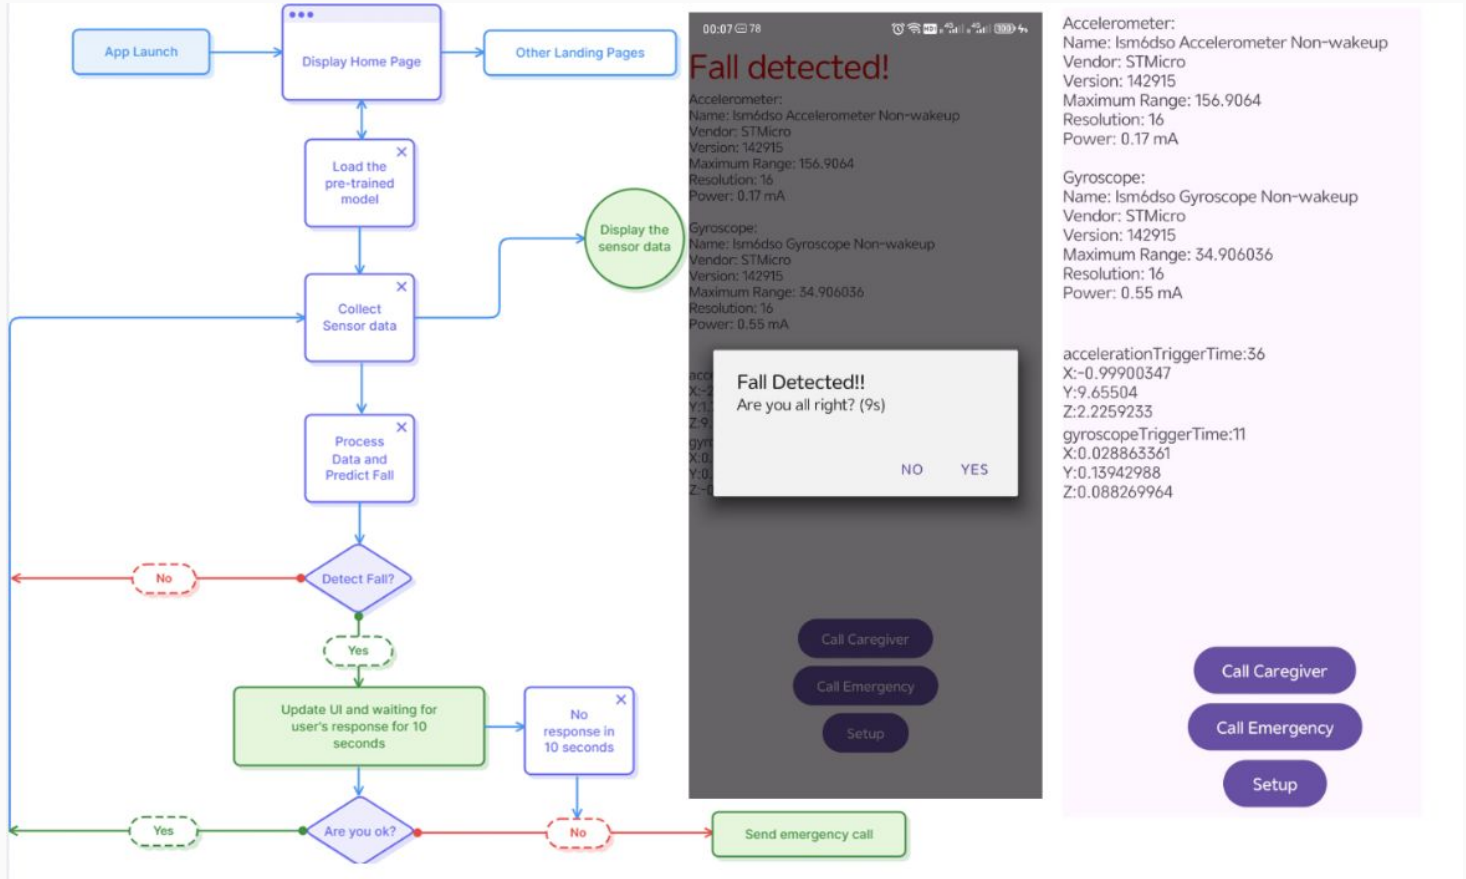 App Launch
Display Home Page
Other Landing Pages
Load the
pre-trained
model
Collect
Sensor data
Display the
sensor data
Process
Data and
Predict Fall
Detect Fall?
No
Yes
Update UI and waiting for
user's response for 10
seconds
No
response in
10 seconds
Are you ok?
Yes
No
Send emergency call
00:07 78
Fall detected!
Accelerometer:
Name: lsm6dso Accelerometer Non-wakeup
Vendor: STMicro
Version: 142915
Maximum Range: 156.9064
Resolution: 16
Power: 0.17 mA
Gyroscope:
Name: lsm6dso Gyroscope Non-wakeup
Vendor: STMicro
Version: 142915
Maximum Range: 34.906036
Resolution: 16
Power: 0.55 mA
Fall Detected!!
Are you all right? (9s)
NO YES
Call Caregiver
Call Emergency
Setup
Accelerometer:
Name: lsm6dso Accelerometer Non-wakeup
Vendor: STMicro
Version: 142915
Maximum Range: 156.9064
Resolution: 16
Power: 0.17 mA
Gyroscope:
Name: lsm6dso Gyroscope Non-wakeup
Vendor: STMicro
Version: 142915
Maximum Range: 34.906036
Resolution: 16
Power: 0.55 mA
accelerationTriggerTime:36
X:-0.99900347
Y:9.65504
Z:2.2259233
gyroscopeTriggerTime:11
X:0.028863361
Y:0.13942988
Z:0.088269964
Call Caregiver
Call Emergency
Setup